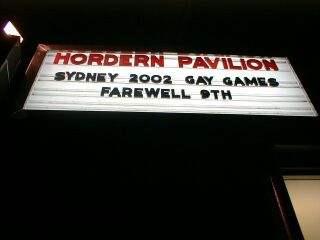 HORDERN PAVILION
SYDNEY 2002 GAY GAMES
FAREWELL 9TH